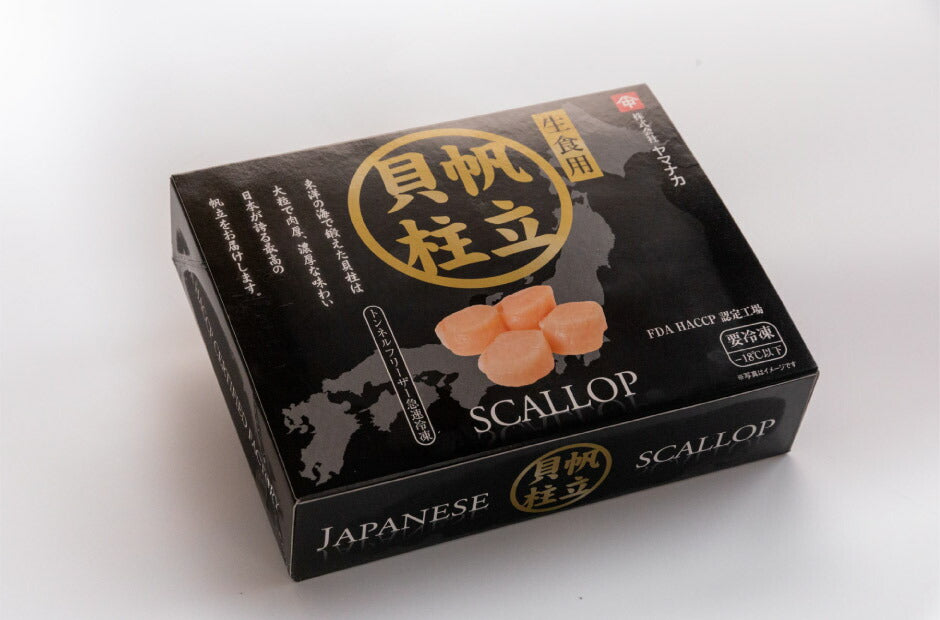 生食用
帆立
貝柱
中
株式会社ヤマナカ
東洋の海で鍛えた貝柱は
大粒で肉厚、濃厚な味わい
日本が誇る最高の
帆立をお届けします。
トンネルフリーザー急速冷凍
FDA HACCP 認定工場
要冷凍
-18℃以下
※写真はイメージです
SCALLOP
JAPANESE
帆立
貝柱
SCALLOP